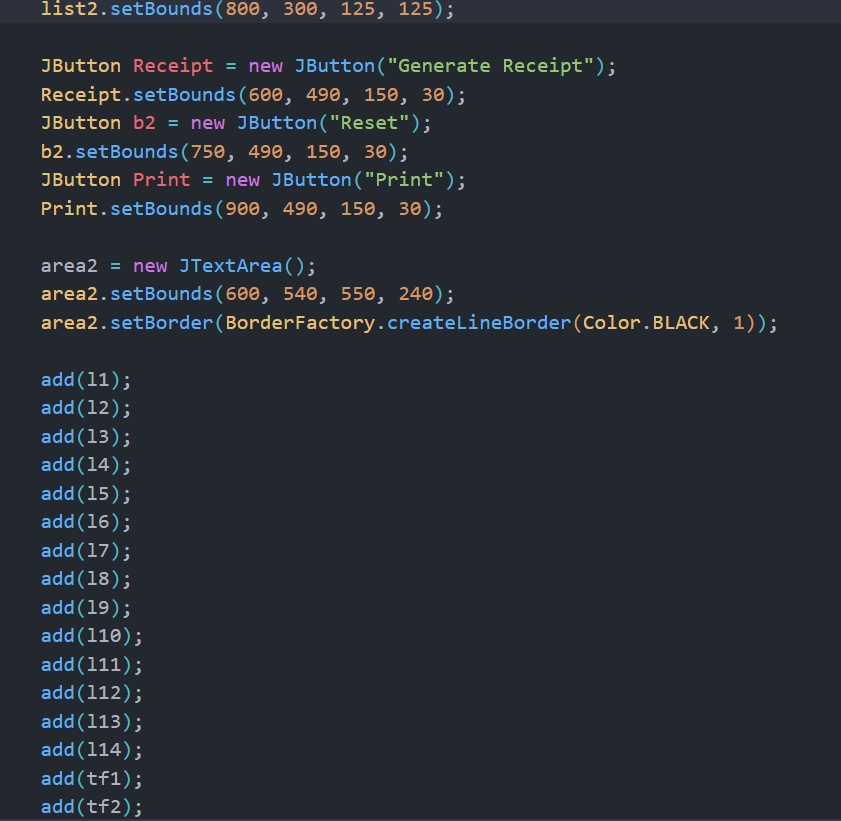 list2.setBounds(800, 300, 125, 125);
JButton Receipt = new JButton("Generate Receipt");
Receipt.setBounds(600, 490, 150, 30);
JButton b2 = new JButton("Reset");
b2.setBounds(750, 490, 150, 30);
JButton Print = new JButton("Print");
Print.setBounds(900, 490, 150, 30);
area2 = new JTextArea();
area2.setBounds(600, 540, 550, 240);
area2.setBorder(BorderFactory.createLineBorder(Color.BLACK, 1));
add(l1);
add(l2);
add(l3);
add(l4);
add(l5);
add(l6);
add(l7);
add(l8);
add(l9);
add(l10);
add(l11);
add(l12);
add(l13);
add(l14);
add(tf1);
add(tf2);